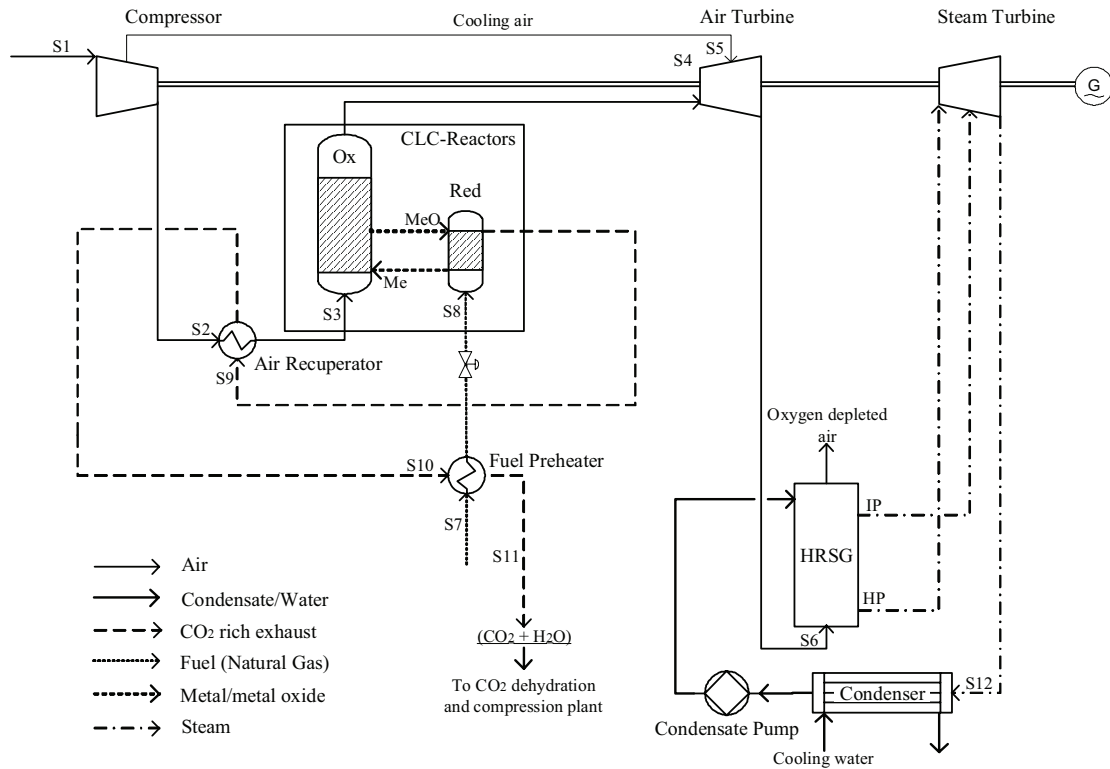 Compressor
Cooling air
Air Turbine
Steam Turbine
S1
S4
S5
G
CLC-Reactors
Ox
Red
MeO
Me
S3
S8
S2
Air Recuperator
S9
Oxygen depleted
air
S10
Fuel Preheater
S7
IP
HRSG
HP
S11
S6
Air
Condensate/Water
CO2 rich exhaust
Fuel (Natural Gas)
Metal/metal oxide
Steam
(CO2 + H2O)
To CO2 dehydration
and compression plant
S12
Condenser
Condensate Pump
Cooling water